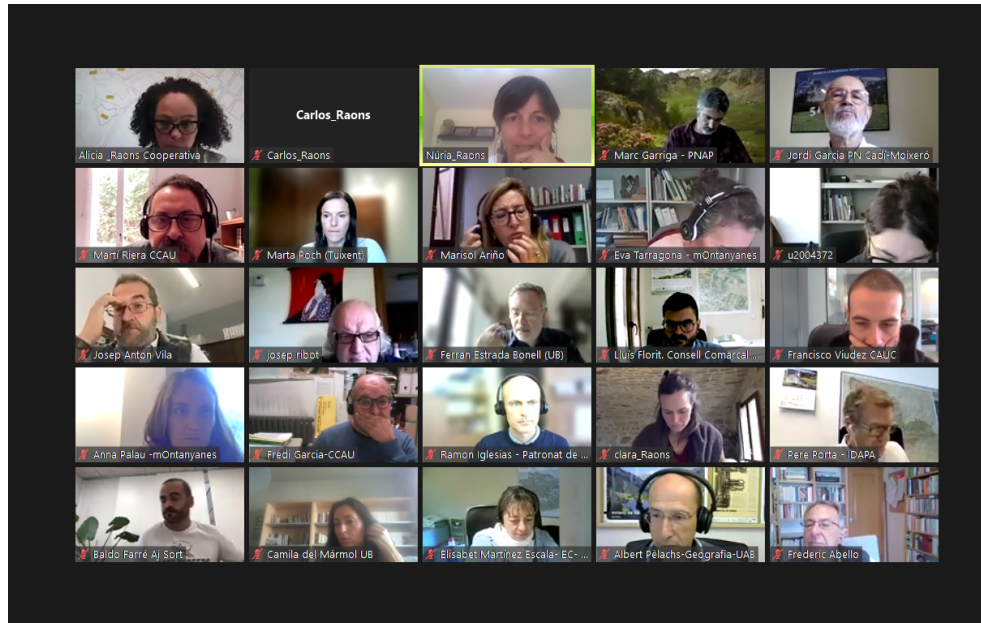 Carlos_Raons
Alicia _Raons Cooperativa
Carlos_Raons
Núria_Raons
Marc Garriga - PNAP
Jordi Garcia PN Cadí-Moixeró
Martí Riera CCAU
Marta Poch (Tuixent)
Marisol Ariño
Eva Tarragona - mOntanyanes
u2004372
Josep Anton Vila
josep ribot
Ferran Estrada Bonell (UB)
Lluís Florit. Consell Comarcal ...
Francisco Viudez CAUC
Anna Palau -mOntanyanes
Fredi Garcia-CCAU
Ramon Iglesias - Patronat de ...
clara_Raons
Pere Porta - IDAPA
Baldo Farré Aj Sort
Camila del Mármol UB
Elisabet Martínez Escala- EC- ...
Albert Pèlachs-Geografia-UAB
Frederic Abello